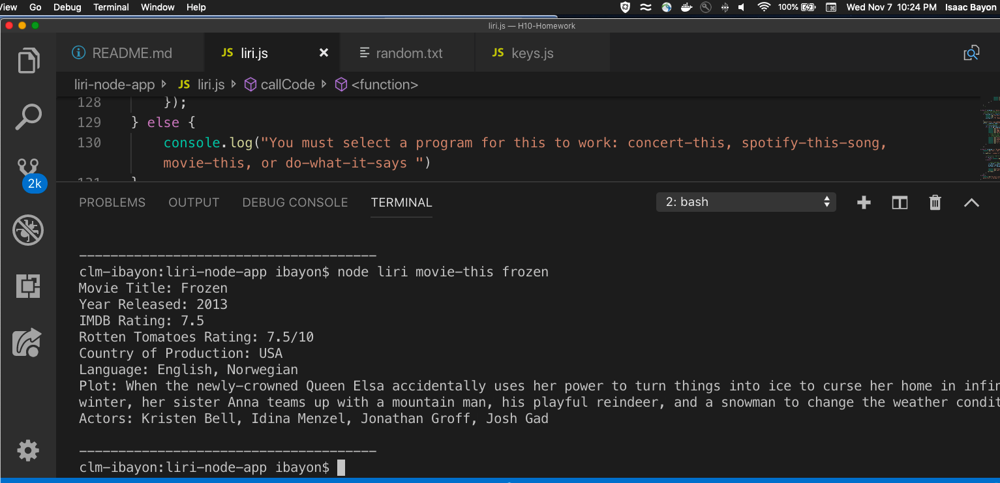 View Go Debug Terminal Window Help 100% Wed Nov 7 10:24 PM Isaac Bayon
liri.js — H10-Homework
README.md JS liri.js × random.txt JS keys.js
liri-node-app JS liri.js callCode <function>
128 });
129 } else {
130 console.log("You must select a program for this to work: concert-this, spotify-this-song,
movie-this, or do-what-it-says ")
131 }
2k
PROBLEMS OUTPUT DEBUG CONSOLE TERMINAL 2: bash
--------------------------------------
clm-ibayon:liri-node-app ibayon$ node liri movie-this frozen
Movie Title: Frozen
Year Released: 2013
IMDB Rating: 7.5
Rotten Tomatoes Rating: 7.5/10
Country of Production: USA
Language: English, Norwegian
Plot: When the newly-crowned Queen Elsa accidentally uses her power to turn things into ice to curse her home in infin
winter, her sister Anna teams up with a mountain man, his playful reindeer, and a snowman to change the weather condit
Actors: Kristen Bell, Idina Menzel, Jonathan Groff, Josh Gad
--------------------------------------
clm-ibayon:liri-node-app ibayon$